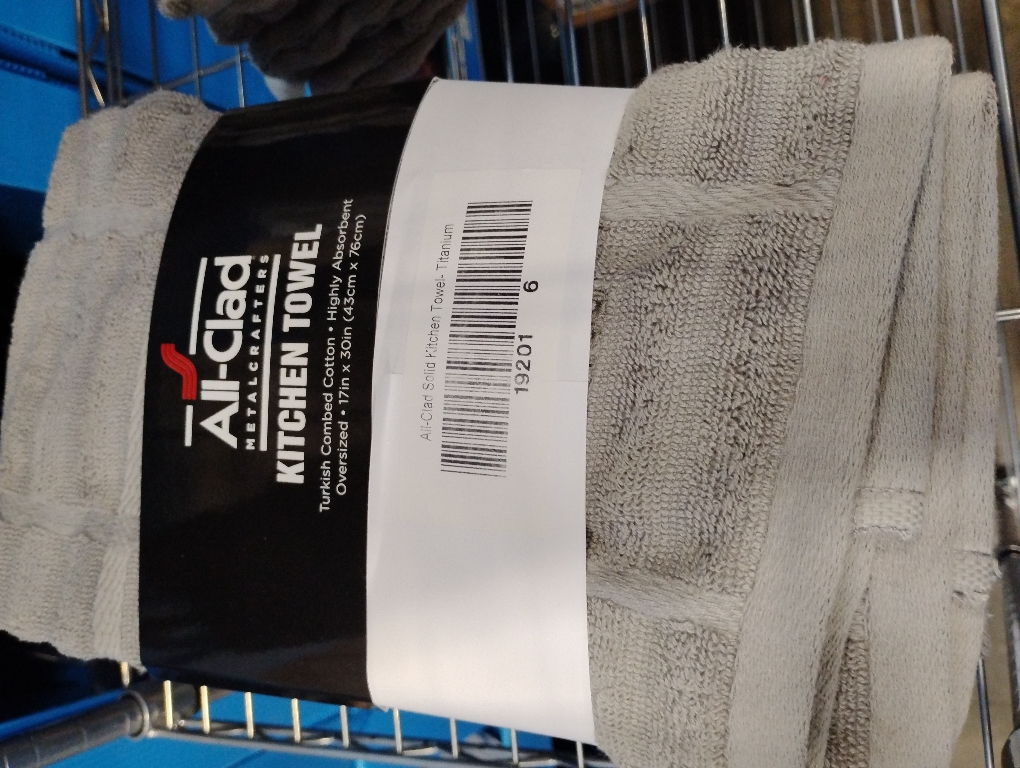 All-Clad
METALCRAFTERS
KITCHEN TOWEL
Turkish Combed Cotton • Highly Absorbent
Oversized • 17in x 30in (43cm x 76cm)
All-Clad Solid Kitchen Towel- Titanium
19201 6